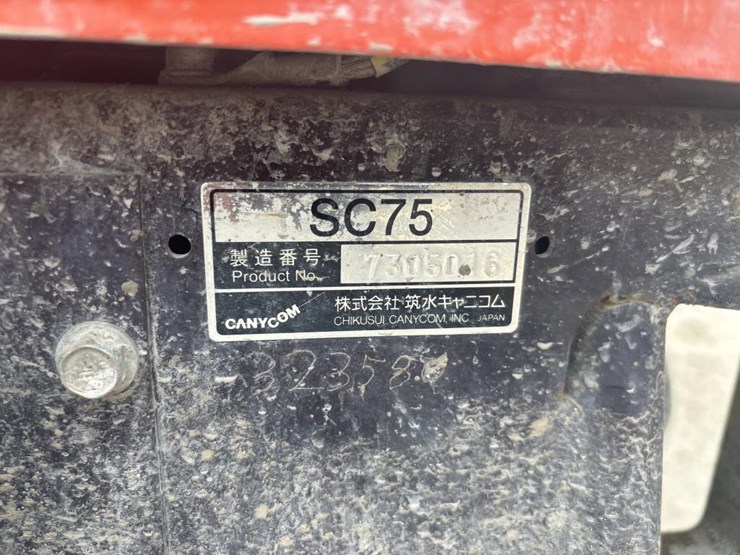 SC75
製造番号 7305016
Product No.
CANYCOM 株式会社 筑水キャニコム
CHIKUSUI CANYCOM, INC. JAPAN